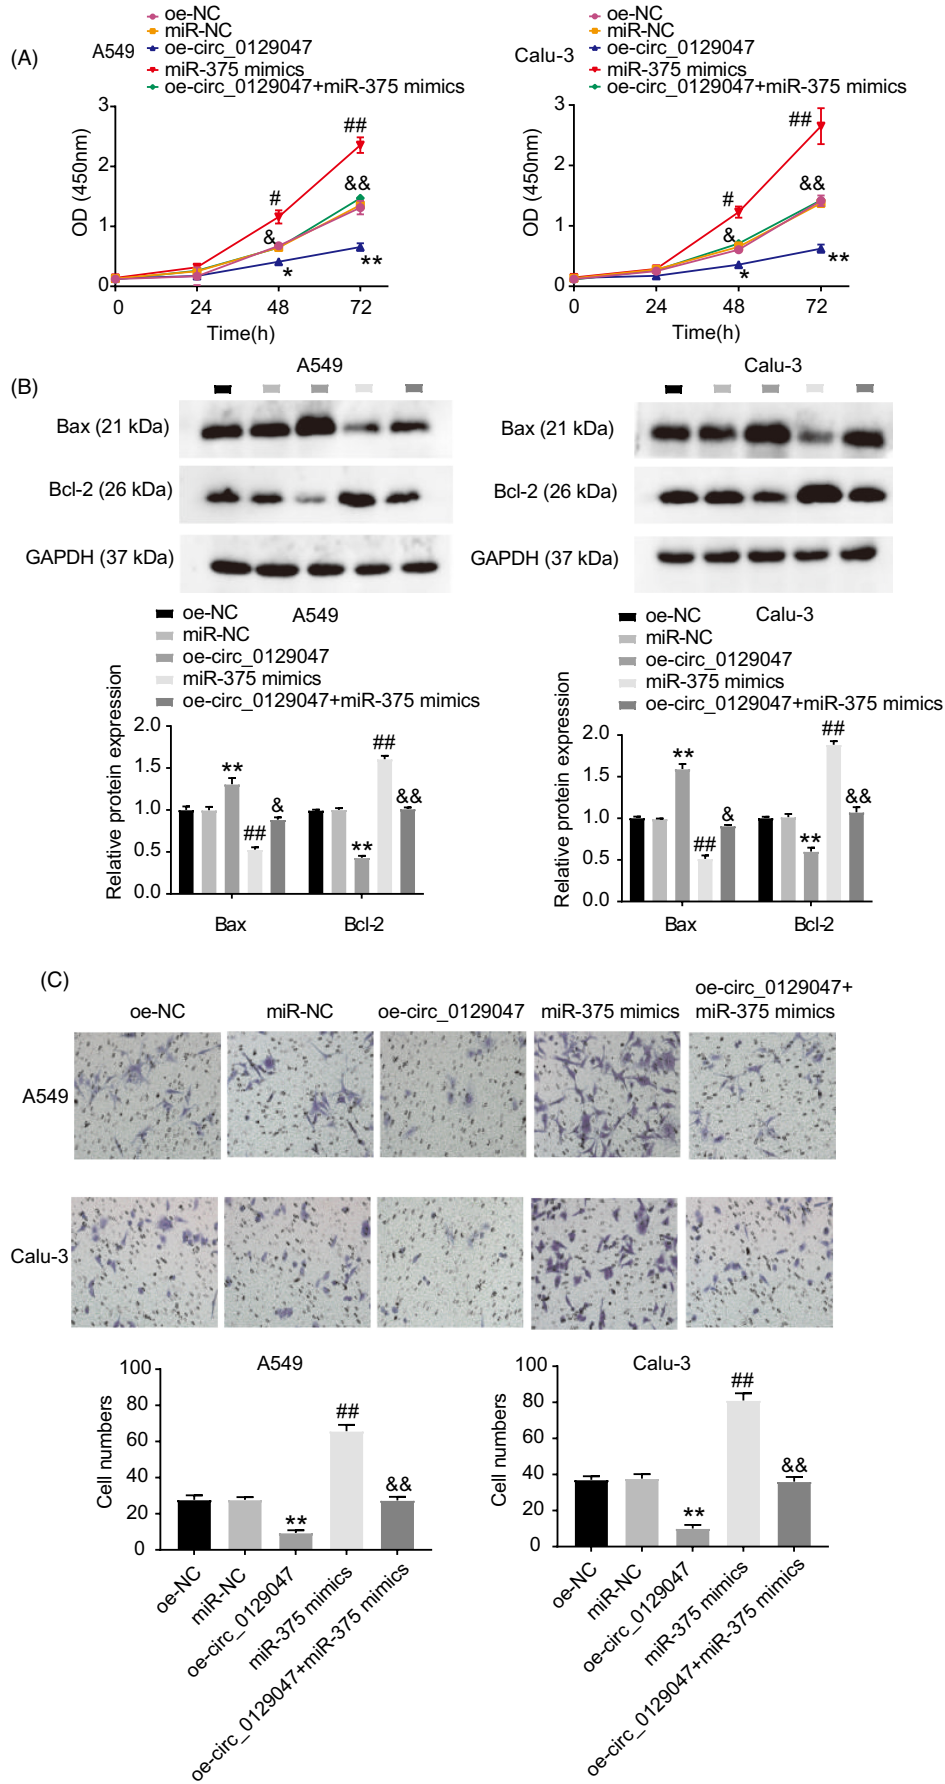 (A)
A549
oe-NC
miR-NC
oe-circ_0129047
miR-375 mimics
oe-circ_0129047+miR-375 mimics
OD (450nm)
3
2
1
0
##
#
&&
&
*
**
0 24 48 72
Time(h)
Calu-3
oe-NC
miR-NC
oe-circ_0129047
miR-375 mimics
oe-circ_0129047+miR-375 mimics
OD (450nm)
3
2
1
0
##
#
&&
&
*
**
0 24 48 72
Time(h)
(B)
A549
Bax (21 kDa)
Bcl-2 (26 kDa)
GAPDH (37 kDa)
Calu-3
Bax (21 kDa)
Bcl-2 (26 kDa)
GAPDH (37 kDa)
A549
oe-NC
miR-NC
oe-circ_0129047
miR-375 mimics
oe-circ_0129047+miR-375 mimics
Relative protein expression
2.0
1.5
1.0
0.5
0.0
** ## & ** ## &&
Bax Bcl-2
Calu-3
oe-NC
miR-NC
oe-circ_0129047
miR-375 mimics
oe-circ_0129047+miR-375 mimics
Relative protein expression
2.0
1.5
1.0
0.5
0.0
** ## & ** ## &&
Bax Bcl-2
(C)
oe-NC miR-NC oe-circ_0129047 miR-375 mimics oe-circ_0129047+
miR-375 mimics
A549
Calu-3
A549
Cell numbers
100
80
60
40
20
0
** ## &&
oe-NC
miR-NC
oe-circ_0129047
miR-375 mimics
oe-circ_0129047+miR-375 mimics
Calu-3
Cell numbers
100
80
60
40
20
0
** ## &&
oe-NC
miR-NC
oe-circ_0129047
miR-375 mimics
oe-circ_0129047+miR-375 mimics